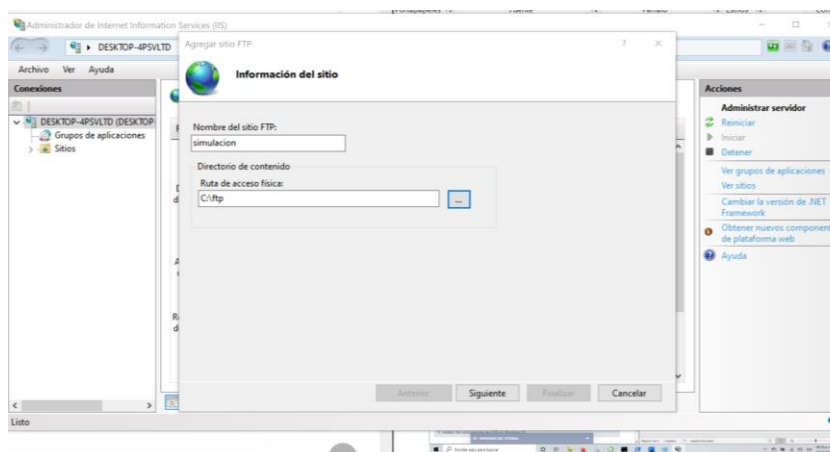 Administrador de Internet Information Services (IIS)
DESKTOP-4PSVLTD
Archivo Ver Ayuda
Conexiones
DESKTOP-4PSVLTD (DESKTOP-
Grupos de aplicaciones
Sitios
Listo
Agregar sitio FTP
? ×
Información del sitio
Nombre del sitio FTP:
simulacion
Directorio de contenido
Ruta de acceso física:
C:\ftp
...
Anterior Siguiente Finalizar Cancelar
Acciones
Administrar servidor
Reiniciar
Iniciar
Detener
Ver grupos de aplicaciones
Ver sitios
Cambiar la versión de .NET
Framework
Obtener nuevos component
de plataforma web
Ayuda